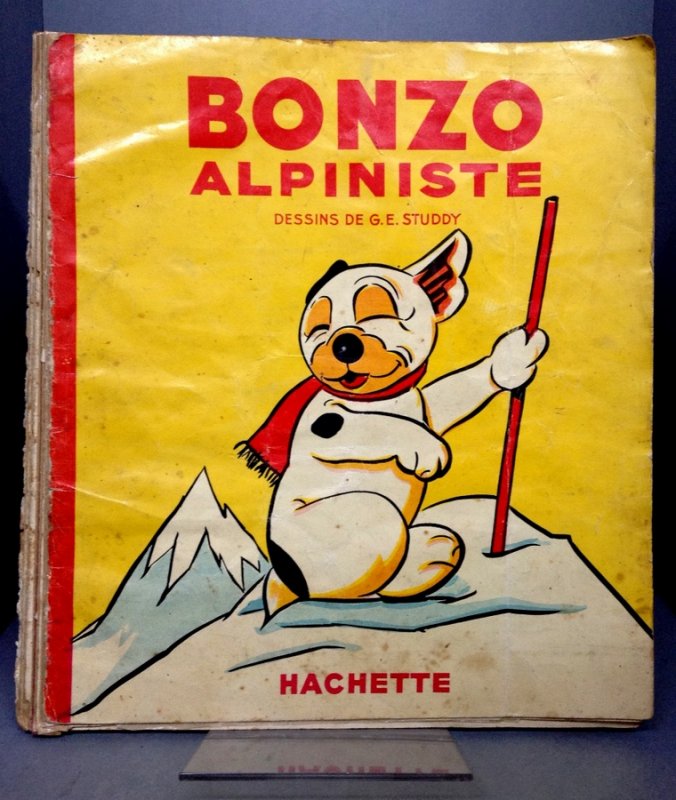 BONZO
ALPINISTE
DESSINS DE G.E. STUDDY
HACHETTE